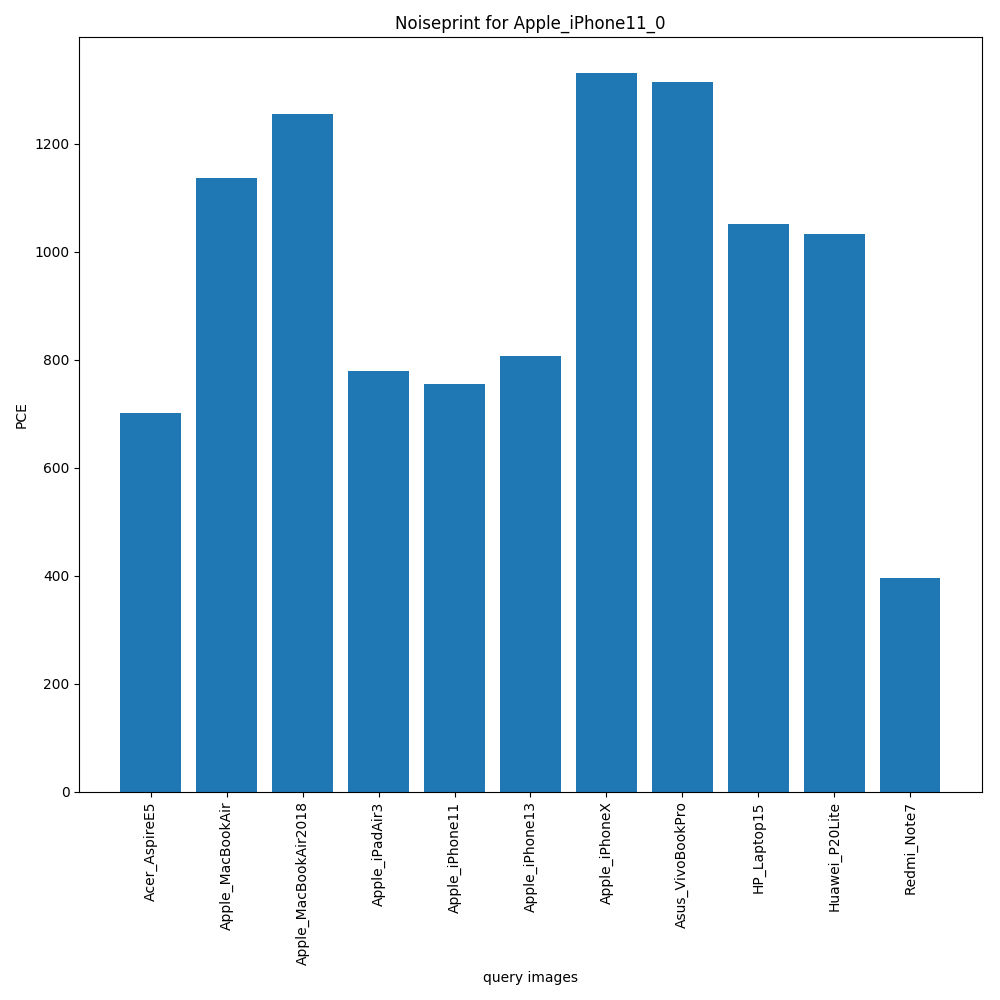 Noiseprint for Apple_iPhone11_0
PCE
1200
1000
800
600
400
200
0
Acer_AspireE5
Apple_MacBookAir
Apple_MacBookAir2018
Apple_iPadAir3
Apple_iPhone11
Apple_iPhone13
Apple_iPhoneX
Asus_VivoBookPro
HP_Laptop15
Huawei_P20Lite
Redmi_Note7
query images